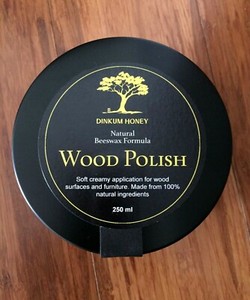 DINKUM HONEY
Natural
Beeswax Formula
WOOD POLISH
Soft creamy application for wood
surfaces and furniture. Made from 100%
natural ingredients
250 ml